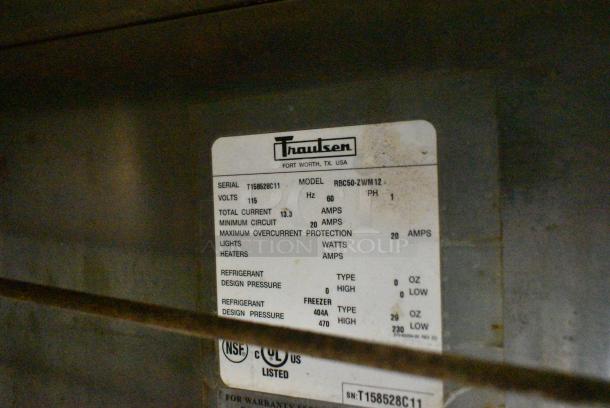 Traulsen
FORT WORTH, TX. USA
SERIAL T158528C11 MODEL RBC50-ZWM12
VOLTS 115 Hz 60 PH 1
TOTAL CURRENT 13.3 AMPS
MINIMUM CIRCUIT 20 AMPS
MAXIMUM OVERCURRENT PROTECTION 20 AMPS
LIGHTS WATTS
HEATERS AMPS
AUCTION GROUP
REFRIGERANT TYPE 0 OZ
DESIGN PRESSURE 0 HIGH 0 LOW
FREEZER
REFRIGERANT 404A TYPE 29 OZ
DESIGN PRESSURE 470 HIGH 230 LOW
NSF C UL US
LISTED
SN: T158528C11
FOR WARRANTY